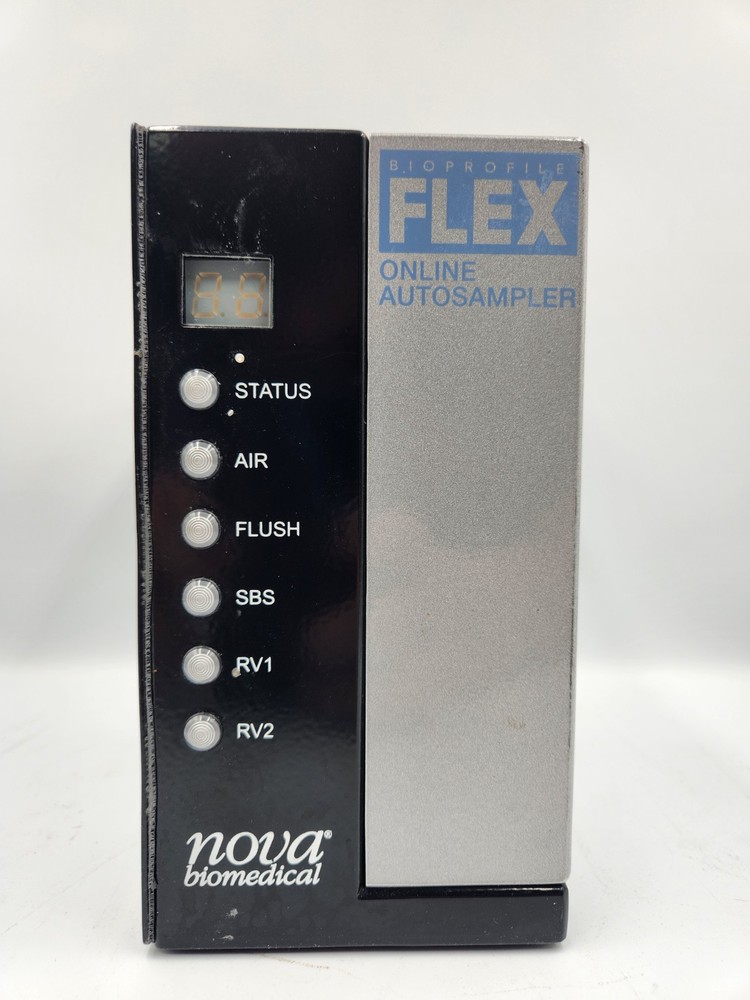 BIOPROFILE
FLEX
ONLINE
AUTOSAMPLER
STATUS
AIR
FLUSH
SBS
RV1
RV2
nova®
biomedical